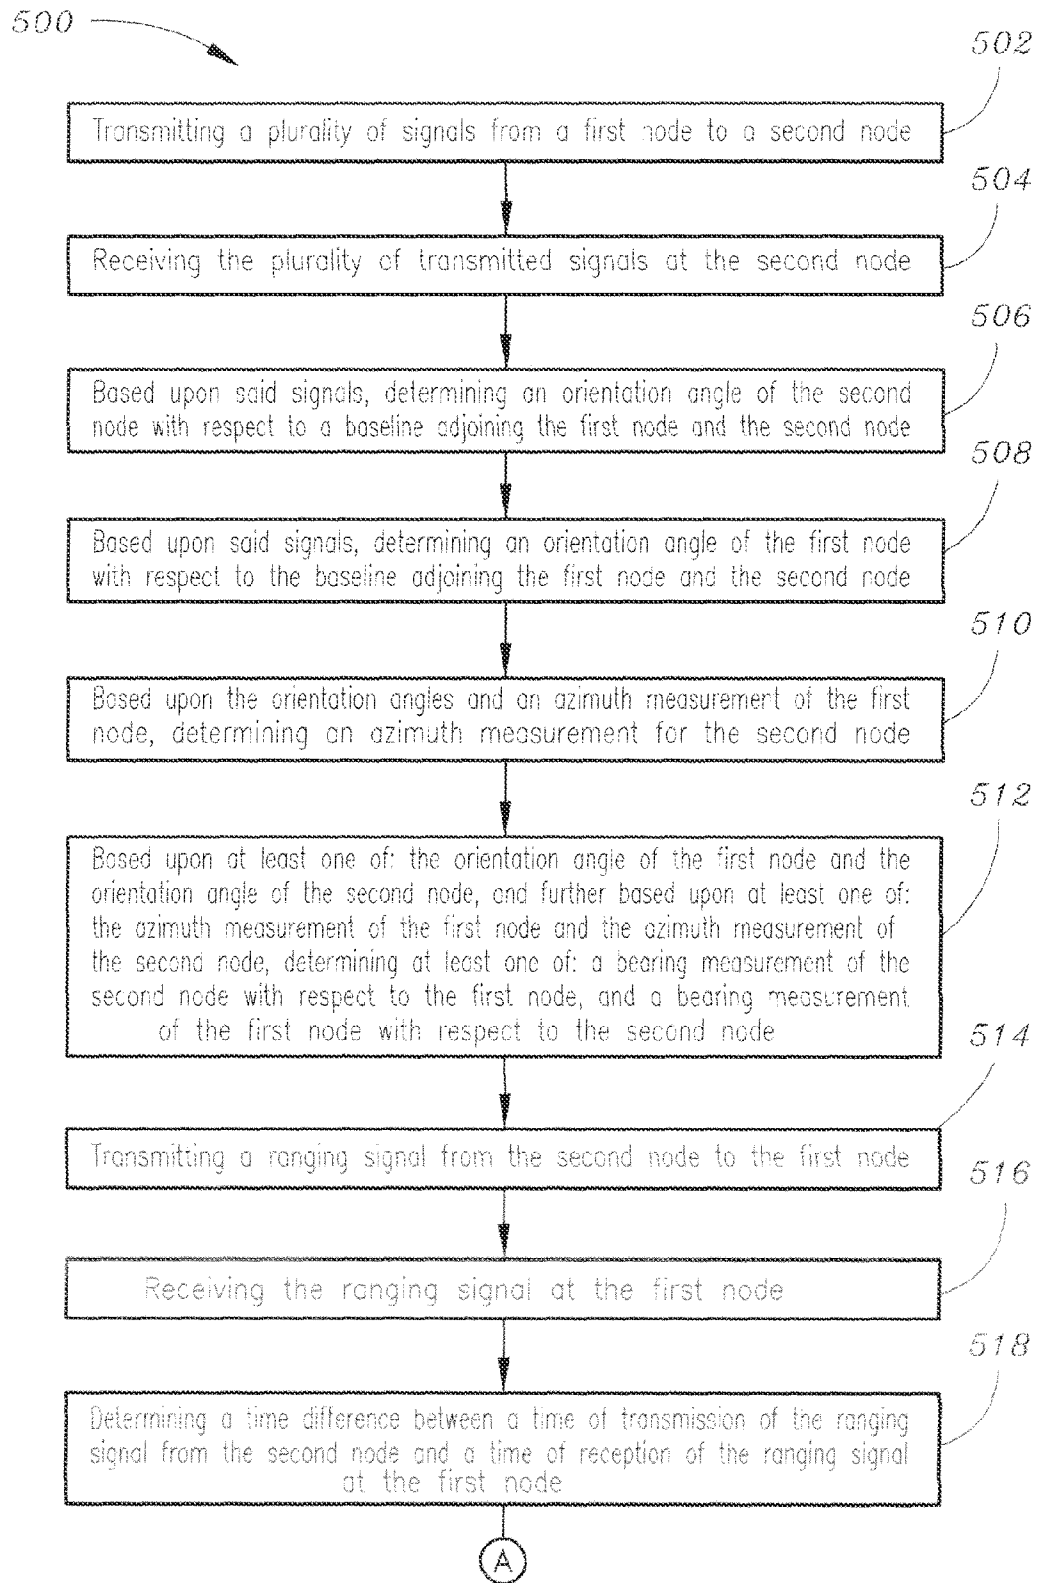 500
502
Transmitting a plurality of signals from a first node to a second node
504
Receiving the plurality of transmitted signals at the second node
506
Based upon said signals, determining an orientation angle of the second
node with respect to a baseline adjoining the first node and the second node
508
Based upon said signals, determining an orientation angle of the first node
with respect to the baseline adjoining the first node and the second node
510
Based upon the orientation angles and an azimuth measurement of the first
node, determining an azimuth measurement for the second node
512
Based upon at least one of: the orientation angle of the first node and the
orientation angle of the second node, and further based upon at least one of:
the azimuth measurement of the first node and the azimuth measurement of
the second node, determining at least one of: a bearing measurement of the
second node with respect to the first node, and a bearing measurement
of the first node with respect to the second node
514
Transmitting a ranging signal from the second node to the first node
516
Receiving the ranging signal at the first node
518
Determining a time difference between a time of transmission of the ranging
signal from the second node and a time of reception of the ranging signal
at the first node
A